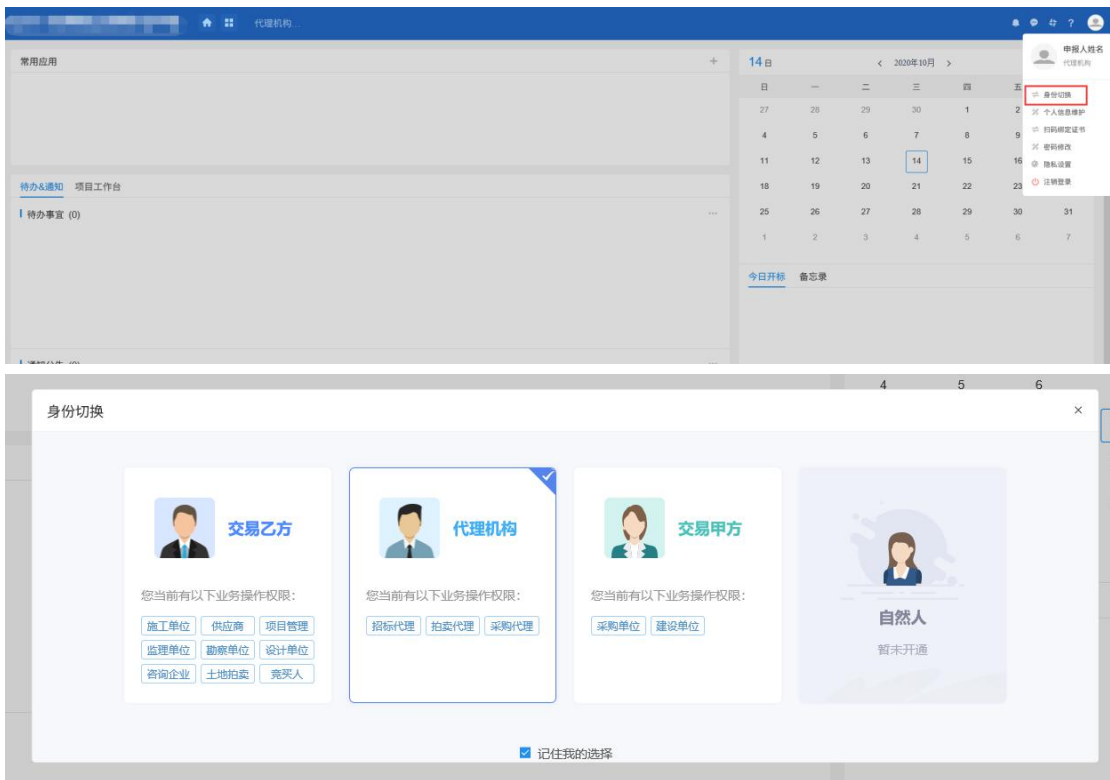 代理机构...
?
常用应用
+
14日
< 2020年10月 >
日 一 二 三 四 五
27 28 29 30 1 2
4 5 6 7 8 9
11 12 13 14 15 16
18 19 20 21 22 23
25 26 27 28 29 30 31
1 2 3 4 5 6 7
申报人姓名
代理机构
身份切换
个人信息维护
扫码绑定证书
密码修改
隐私设置
注销登录
待办&通知 项目工作台
待办事宜 (0)
...
今日开标 备忘录
4 5 6
身份切换
×
交易乙方
您当前有以下业务操作权限：
施工单位 供应商 项目管理
监理单位 勘察单位 设计单位
咨询企业 土地拍卖 竞买人
代理机构
您当前有以下业务操作权限：
招标代理 拍卖代理 采购代理
交易甲方
您当前有以下业务操作权限：
采购单位 建设单位
自然人
暂未开通
记住我的选择